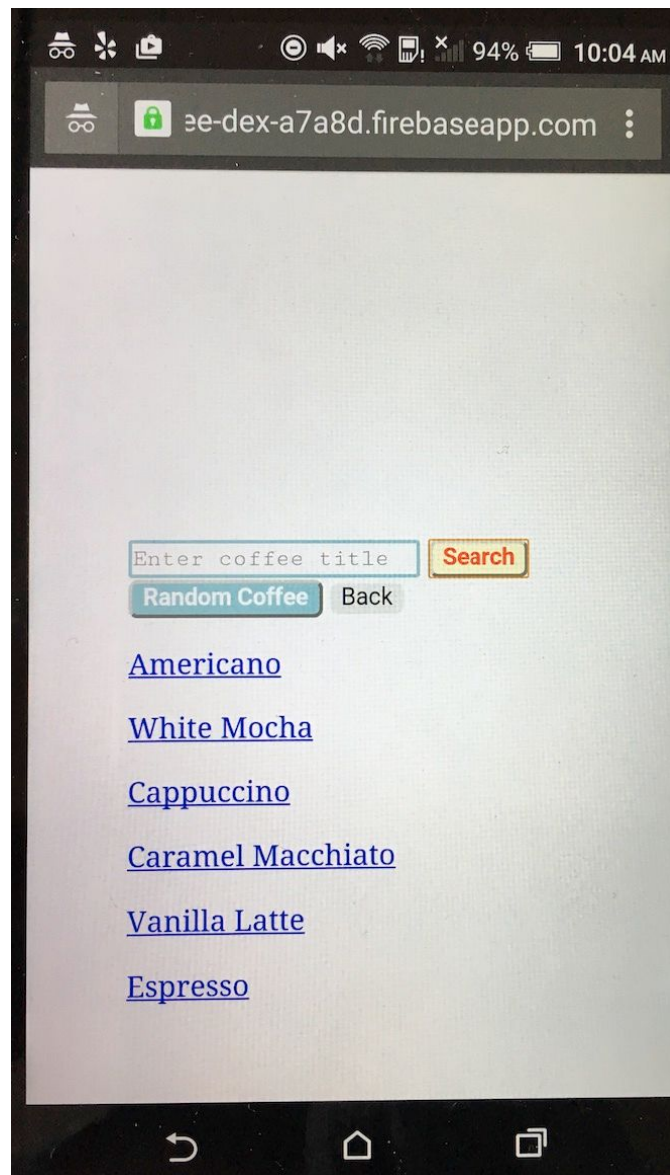 94% 10:04 AM
ee-dex-a7a8d.firebaseapp.com
Enter coffee title Search
Random Coffee Back
Americano
White Mocha
Cappuccino
Caramel Macchiato
Vanilla Latte
Espresso